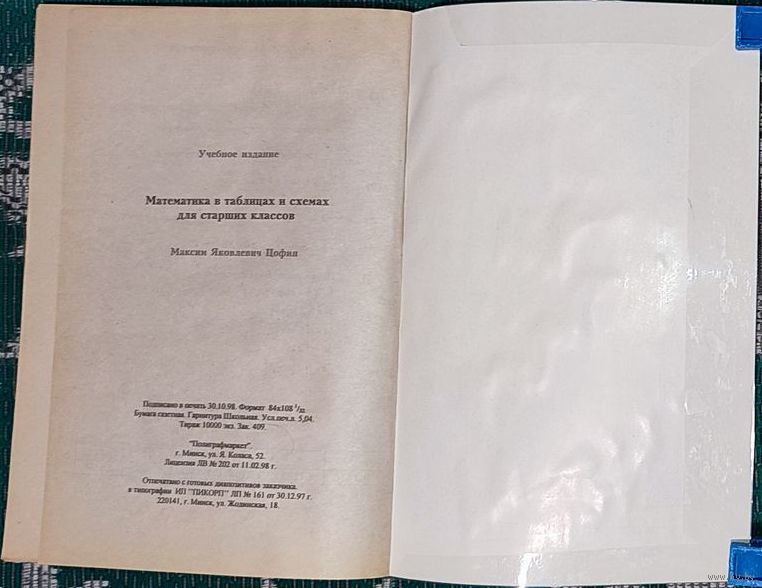 Учебное издание
Математика в таблицах и схемах
для старших классов
Максим Яковлевич Цофин
Подписано в печать 30.10.98. Формат 84х108 ¹/₃₂
Бумага газетная. Гарнитура Школьная. Усл.печ.л. 5,04.
Тираж 10000 экз. Зак. 409.
"Полиграфмаркет".
г. Минск, ул. Я. Коласа, 52.
Лицензия ЛВ № 202 от 11.02.98 г.
Отпечатано с готовых диапозитивов заказчика.
в типографии ИП "ПИКОРП" ЛП № 161 от 30.12.97 г.
220141, г. Минск, ул. Жодинская, 18.